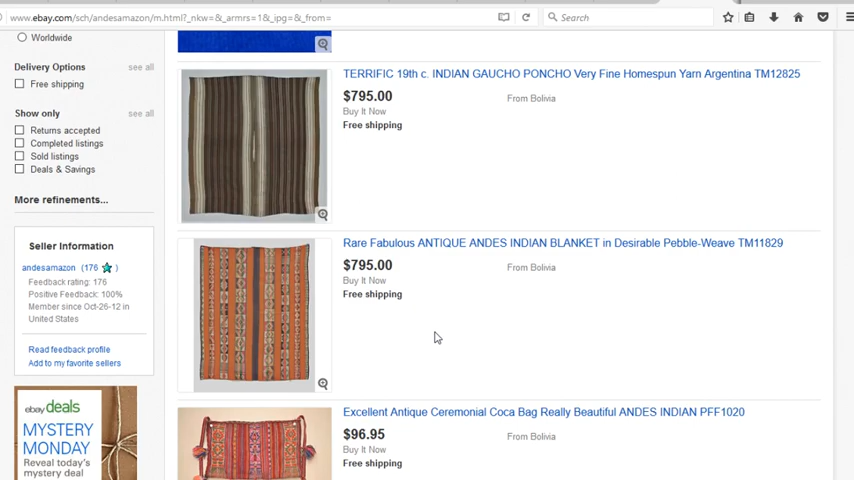 www.ebay.com/sch/andesamazon/m.html?_nkw=&_armrs=1&_ipg=&_from=
Search
Worldwide
Delivery Options see all
Free shipping
Show only see all
Returns accepted
Completed listings
Sold listings
Deals & Savings
More refinements...
Seller Information
andesamazon (176 )
Feedback rating: 176
Positive Feedback: 100%
Member since Oct-26-12 in
United States
Read feedback profile
Add to my favorite sellers
ebay deals
MYSTERY
MONDAY
Reveal today's
mystery deal
TERRIFIC 19th c. INDIAN GAUCHO PONCHO Very Fine Homespun Yarn Argentina TM12825
$795.00 From Bolivia
Buy It Now
Free shipping
Rare Fabulous ANTIQUE ANDES INDIAN BLANKET in Desirable Pebble-Weave TM11829
$795.00 From Bolivia
Buy It Now
Free shipping
Excellent Antique Ceremonial Coca Bag Really Beautiful ANDES INDIAN PFF1020
$96.95 From Bolivia
Buy It Now
Free shipping